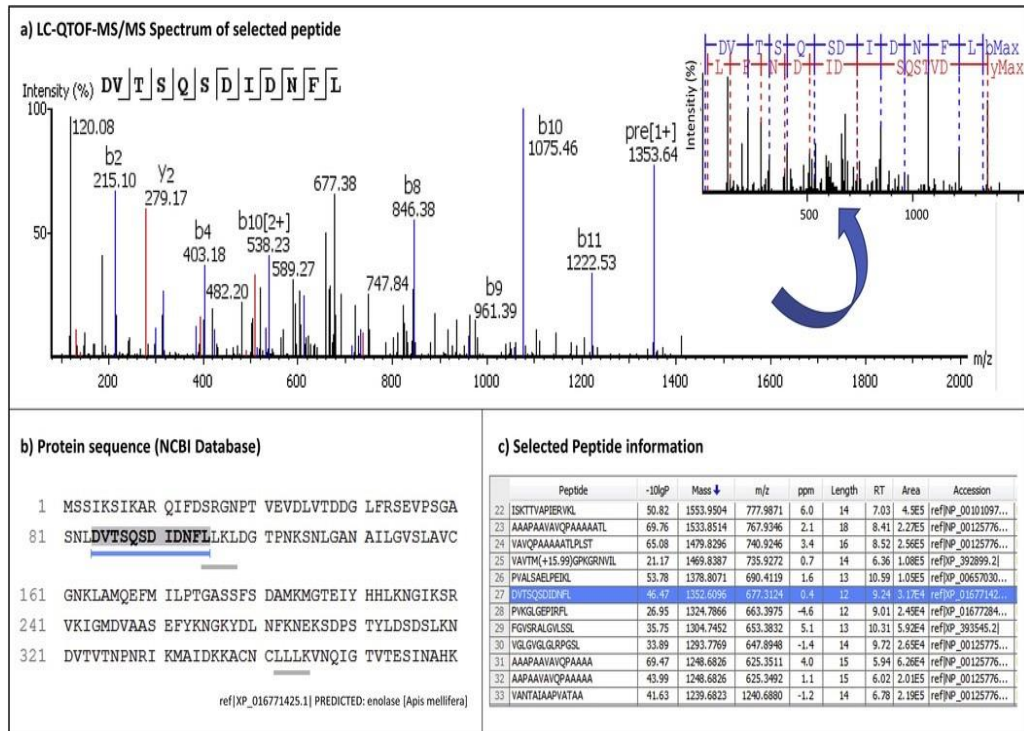 a) LC-QTOF-MS/MS Spectrum of selected peptide
DV T S Q SD I D N F L bMax
L F N D ID SQSTVD yMax
Intensity (%)
D V T S Q S D I D N F L
Intensitiy (%)
100
50
120.08
b2
215.10
y2
279.17
b4
403.18
482.20
b10[2+]
538.23
589.27
677.38
747.84
b8
846.38
b9
961.39
b10
1075.46
b11
1222.53
pre[1+]
1353.64
500 1000
200 400 600 800 1000 1200 1400 1600 1800 2000 m/z
b) Protein sequence (NCBI Database)
1 MSSIKSIKAR QIFDSRGNPT VEVDLVTDDG LFRSEVPSGA
81 SNLDVTSQSD IDNFLLKLDG TPNKSNLGAN AILGVSLAVC
161 GNKLAMQEFM ILPTGASSFS DAMKMGTEIY HHLKNGIKSR
241 VKIGMDVAAS EFYKNGKYDL NFKNEKSDPS TYLDSDSLKN
321 DVTVTNPNRI KMAIDKKACN CLLLKVNQIG TVTESINAHK
ref|XP_016771425.1| PREDICTED: enolase [Apis mellifera]
c) Selected Peptide information
Peptide -10lgP Mass m/z ppm Length RT Area Accession
22 ISKTTVAPIERVKL 50.82 1553.9504 777.9871 6.0 14 7.03 4.5E5 ref|NP_00101097...
23 AAAPAAVAVQPAAAATL 69.76 1533.8514 767.9346 2.1 18 8.41 2.27E5 ref|NP_00125776...
24 VAVQPAAAAATLPLST 65.08 1479.8296 740.9246 3.4 16 8.52 2.56E5 ref|NP_00125776...
25 VAVTM(+15.99)GPKGRNVIL 21.17 1469.8387 735.9272 0.7 14 6.36 1.08E5 ref|XP_392899.2|
26 PVALSAELPEIKL 53.78 1378.8071 690.4119 1.6 13 10.59 1.05E5 ref|XP_00657030...
27 DVTSQSDIDNFL 46.47 1352.6096 677.3124 0.4 12 9.24 3.17E4 ref|XP_01677142...
28 PVKGLGEPIRFL 26.95 1324.7866 663.3975 -4.6 12 9.01 2.45E4 ref|XP_01677284...
29 FGVSRALGVLSSL 35.75 1304.7452 653.3832 5.1 13 10.31 5.92E4 ref|XP_393545.2|
30 VGLGVGLGLRPGSL 33.89 1293.7769 647.8948 -1.4 14 9.72 2.65E4 ref|NP_00125775...
31 AAAPAAVAVQPAAAA 69.47 1248.6826 625.3511 4.0 15 5.94 6.26E4 ref|NP_00125776...
32 AAPAAVAVQPAAAAA 43.99 1248.6826 625.3492 1.1 15 6.02 2.01E5 ref|NP_00125776...
33 VANTAIAAPVATAA 41.63 1239.6823 1240.6880 -1.2 14 6.78 2.19E5 ref|NP_00125776...